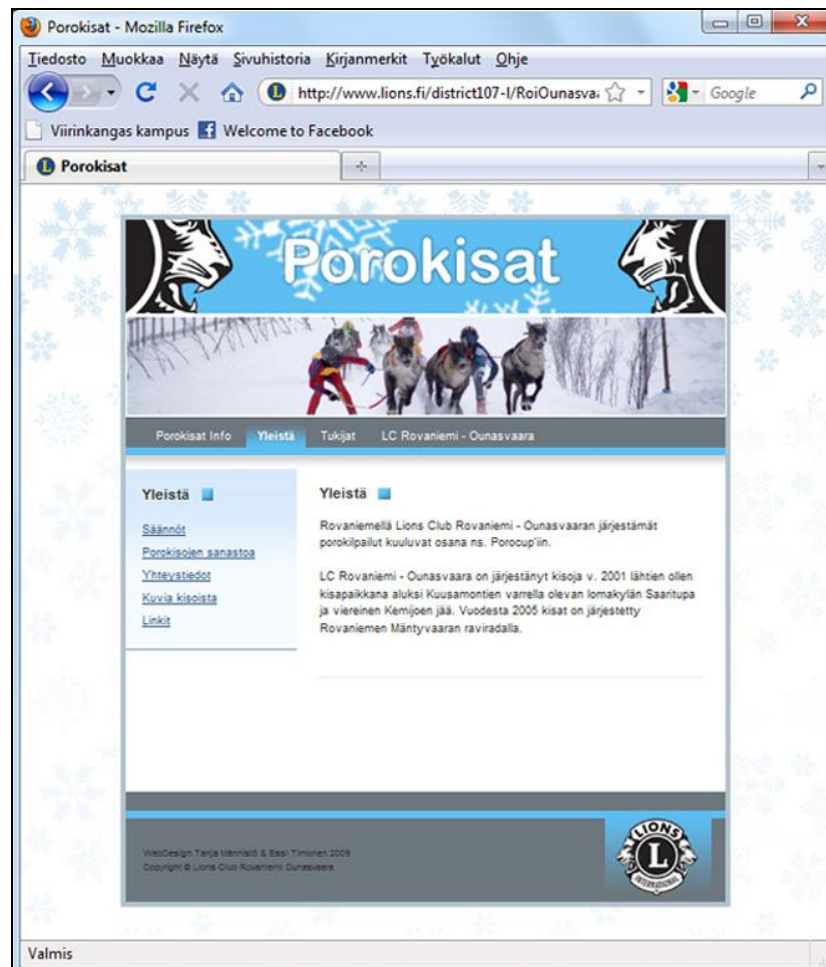 Porokisat - Mozilla Firefox
Tiedosto Muokkaa Näytä Sivuhistoria Kirjanmerkit Työkalut Ohje
http://www.lions.fi/district107-l/RoiOunasva Google
Viirinkangas kampus Welcome to Facebook
Porokisat
Porokisat
Porokisat Info Yleistä Tukijat LC Rovaniemi - Ounasvaara
Yleistä
Säännöt
Porokisojen sanastoa
Yhteystiedot
Kuvia kisoista
Linkit
Yleistä
Rovaniemellä Lions Club Rovaniemi - Ounasvaaran järjestämät
porokilpailut kuuluvat osana ns. Porocup'iin.
LC Rovaniemi - Ounasvaara on järjestänyt kisoja v. 2001 lähtien ollen
kisapaikkana aluksi Kuusamontien varrella olevan lomakylän Saaritupa
ja viereinen Kemijoen jää. Vuodesta 2005 kisat on järjestetty
Rovaniemen Mäntyvaaran raviradalla.
WebDesign Tanja Männistö & Essi Timonen 2009
Copyright © Lions Club Rovaniemi Ounasvaara
LIONS
L
INTERNATIONAL
Valmis